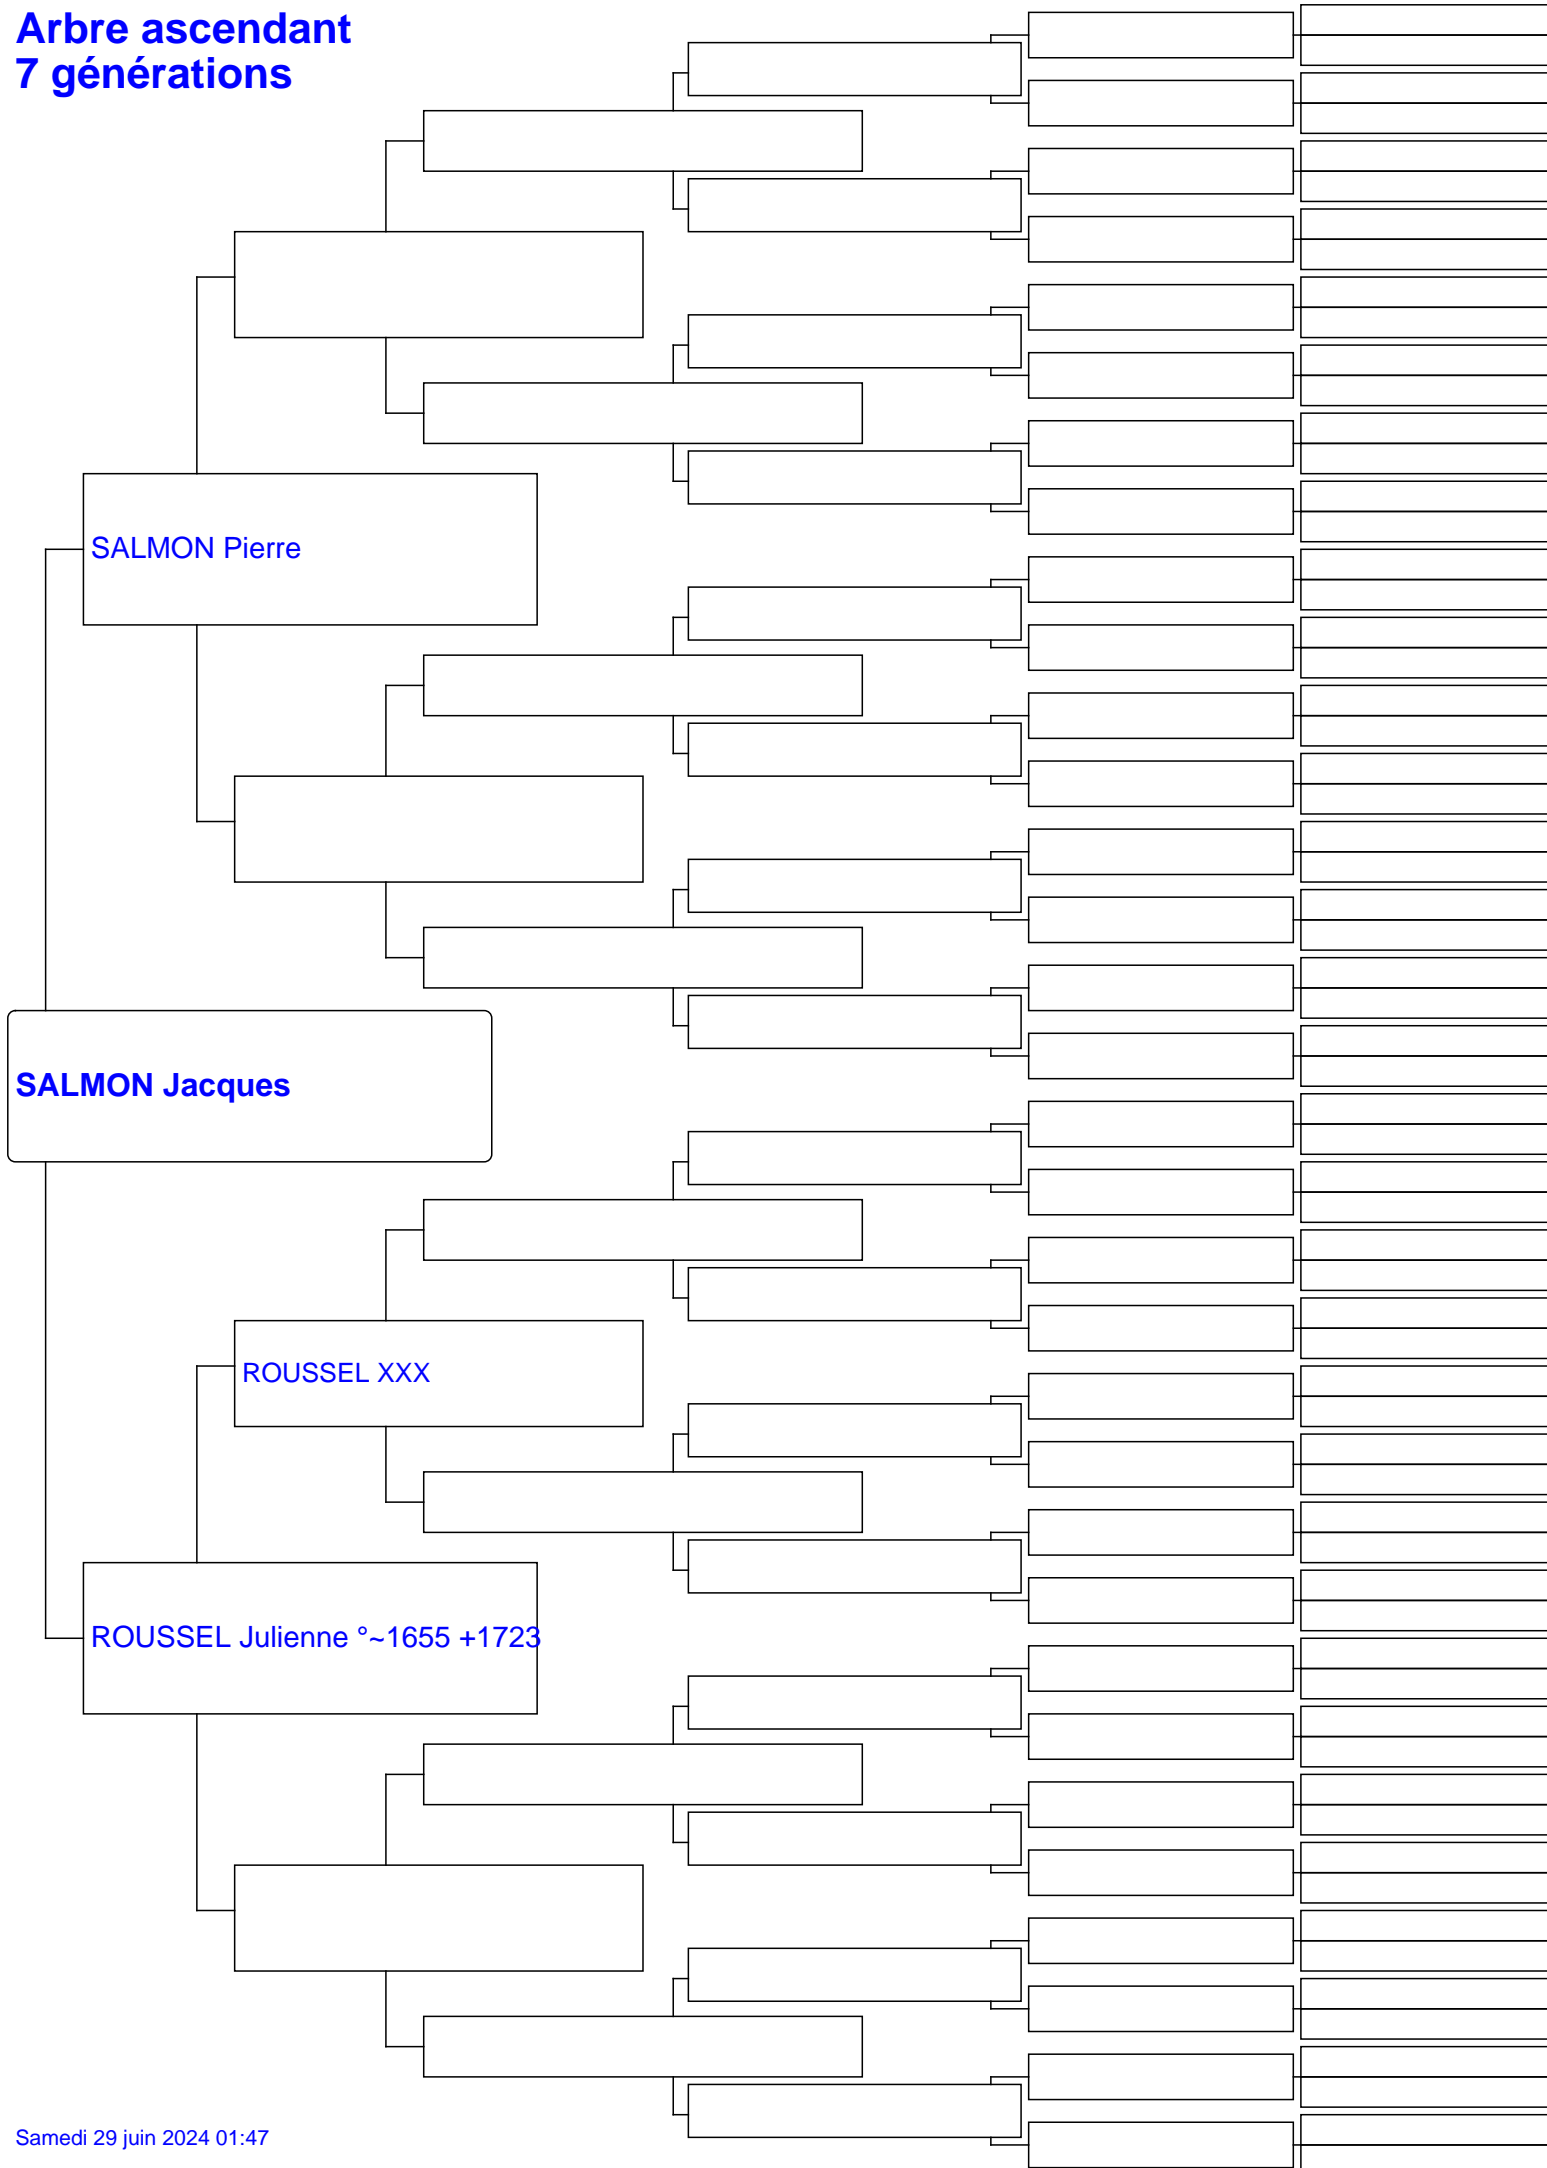 Arbre ascendant
7 générations
SALMON Pierre
SALMON Jacques
ROUSSEL XXX
ROUSSEL Julienne °~1655 +1723
Samedi 29 juin 2024 01:47